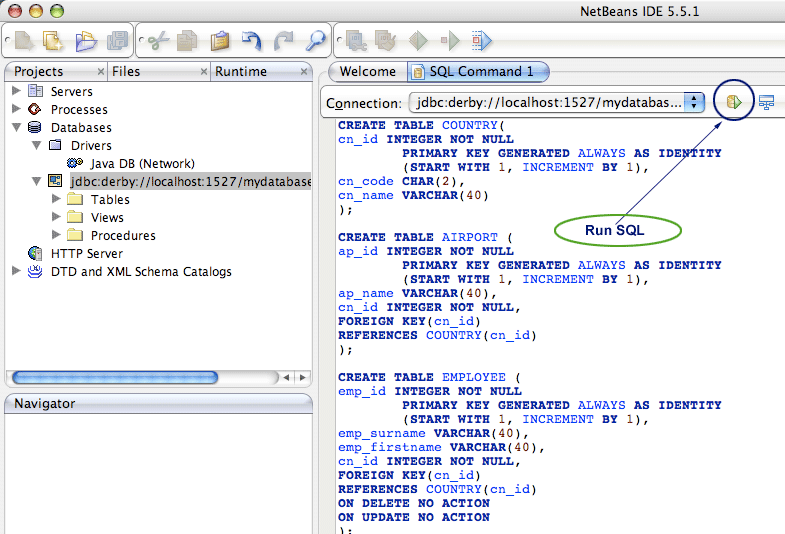 NetBeans IDE 5.5.1
Projects
Files
Runtime
Servers
Processes
Databases
Drivers
Java DB (Network)
jdbc:derby://localhost:1527/mydatabase
Tables
Views
Procedures
HTTP Server
DTD and XML Schema Catalogs
Navigator
Welcome
SQL Command 1
Connection: jdbc:derby://localhost:1527/mydatabas...
CREATE TABLE COUNTRY(
cn_id INTEGER NOT NULL
PRIMARY KEY GENERATED ALWAYS AS IDENTITY
(START WITH 1, INCREMENT BY 1),
cn_code CHAR(2),
cn_name VARCHAR(40)
);
Run SQL
CREATE TABLE AIRPORT (
ap_id INTEGER NOT NULL
PRIMARY KEY GENERATED ALWAYS AS IDENTITY
(START WITH 1, INCREMENT BY 1),
ap_name VARCHAR(40),
cn_id INTEGER NOT NULL,
FOREIGN KEY(cn_id)
REFERENCES COUNTRY(cn_id)
);
CREATE TABLE EMPLOYEE (
emp_id INTEGER NOT NULL
PRIMARY KEY GENERATED ALWAYS AS IDENTITY
(START WITH 1, INCREMENT BY 1),
emp_surname VARCHAR(40),
emp_firstname VARCHAR(40),
cn_id INTEGER NOT NULL,
FOREIGN KEY(cn_id)
REFERENCES COUNTRY(cn_id)
ON DELETE NO ACTION
ON UPDATE NO ACTION
);